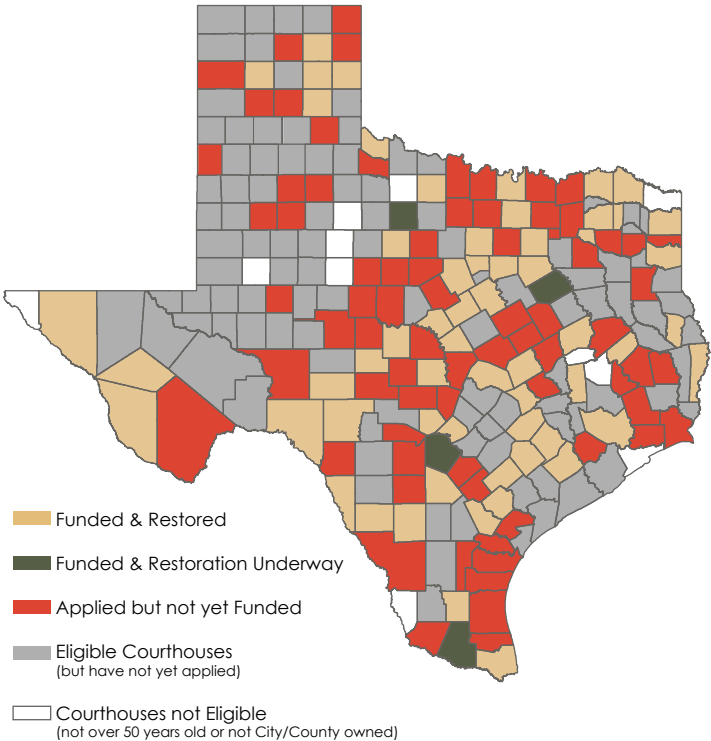 Funded & Restored
Funded & Restoration Underway
Applied but not yet Funded
Eligible Courthouses
(but have not yet applied)
Courthouses not Eligible
(not over 50 years old or not City/County owned)